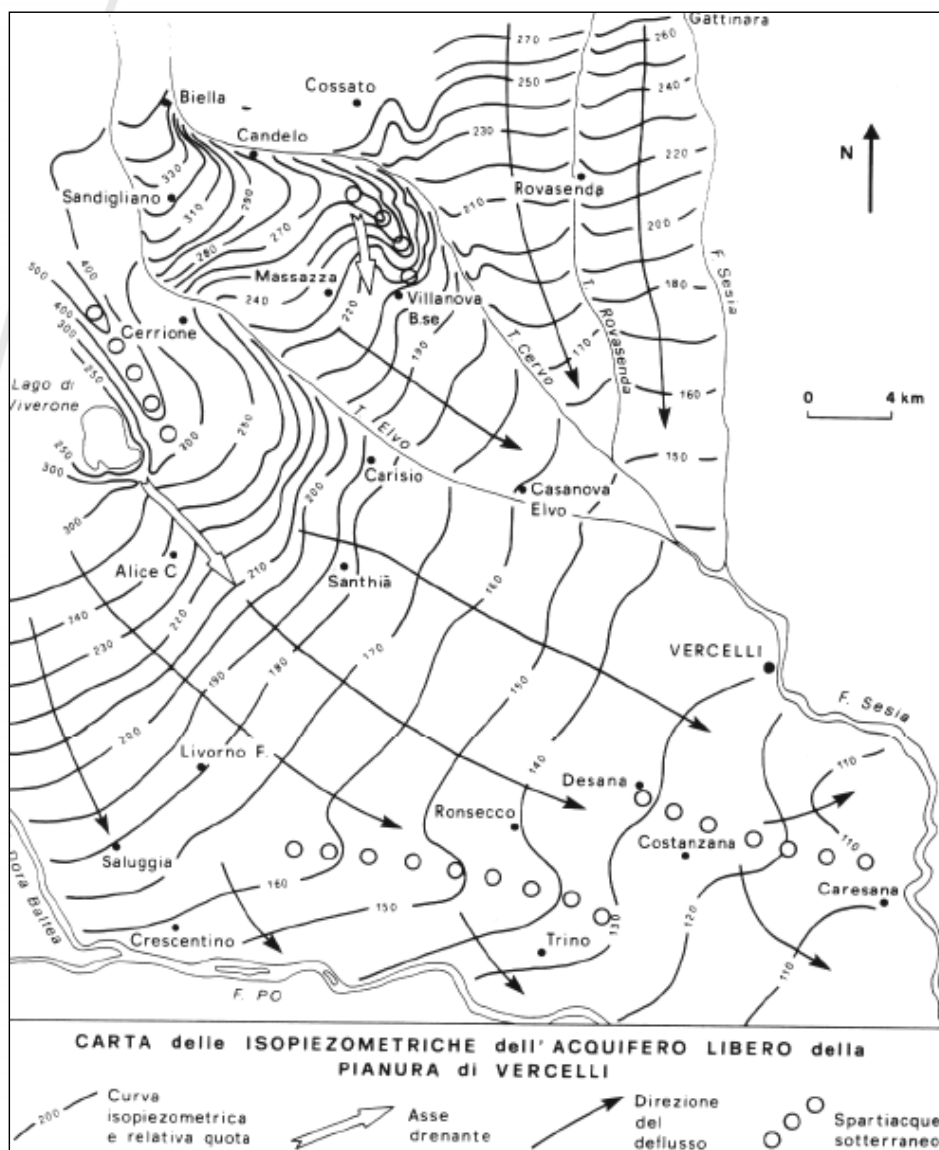 Gattinara
270
260
250
240
Cossato
Biella
230
Candelo
220
N
330
Rovasenda
Sandigliano
290
210
310
200
270
280
500
400
Massazza
180
240
220
Villanova
B.se
F. Sesia
400
Cerrione
T. Cervo
T. Rovasenda
300
190
170
250
160
0 4 km
Lago di
Viverone
T. Elvo
250
150
300
250
300
200
Carisio
Casanova
Elvo
300
Alice C
210
Santhià
160
240
220
230
170
VERCELLI
180
190
150
F. Sesia
200
Livorno F.
140
110
Desana
Ronsecco
Costanzana
110
Saluggia
Caresana
160
Dora Baltea
150
130
120
Crescentino
Trino
110
F. PO
CARTA delle ISOPIEZOMETRICHE dell'ACQUIFERO LIBERO della
PIANURA di VERCELLI
200
Curva
isopiezometrica
e relativa quota
Asse
drenante
Direzione
del
deflusso
Spartiacque
sotterraneo